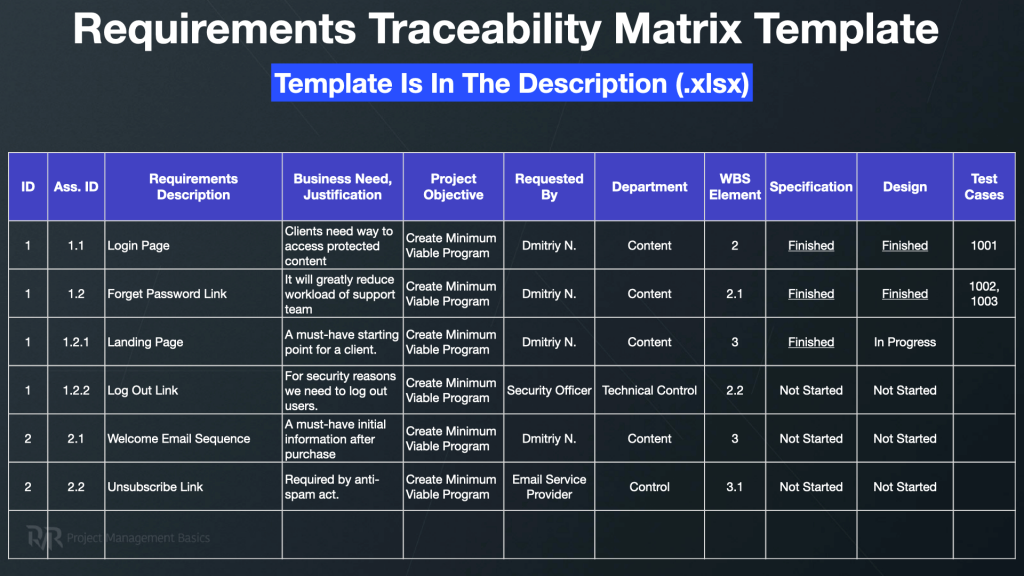 Requirements Traceability Matrix Template
Template Is In The Description (.xlsx)
ID Ass. ID Requirements Description Business Need, Justification Project Objective Requested By Department WBS Element Specification Design Test Cases
1 1.1 Login Page Clients need way to access protected content Create Minimum Viable Program Dmitriy N. Content 2 Finished Finished 1001
1 1.2 Forget Password Link It will greatly reduce workload of support team Create Minimum Viable Program Dmitriy N. Content 2.1 Finished Finished 1002, 1003
1 1.2.1 Landing Page A must-have starting point for a client. Create Minimum Viable Program Dmitriy N. Content 3 Finished In Progress
1 1.2.2 Log Out Link For security reasons we need to log out users. Create Minimum Viable Program Security Officer Technical Control 2.2 Not Started Not Started
2 2.1 Welcome Email Sequence A must-have initial information after purchase Create Minimum Viable Program Dmitriy N. Content 3 Not Started Not Started
2 2.2 Unsubscribe Link Required by anti-spam act. Create Minimum Viable Program Email Service Provider Control 3.1 Not Started Not Started
Project Management Basics